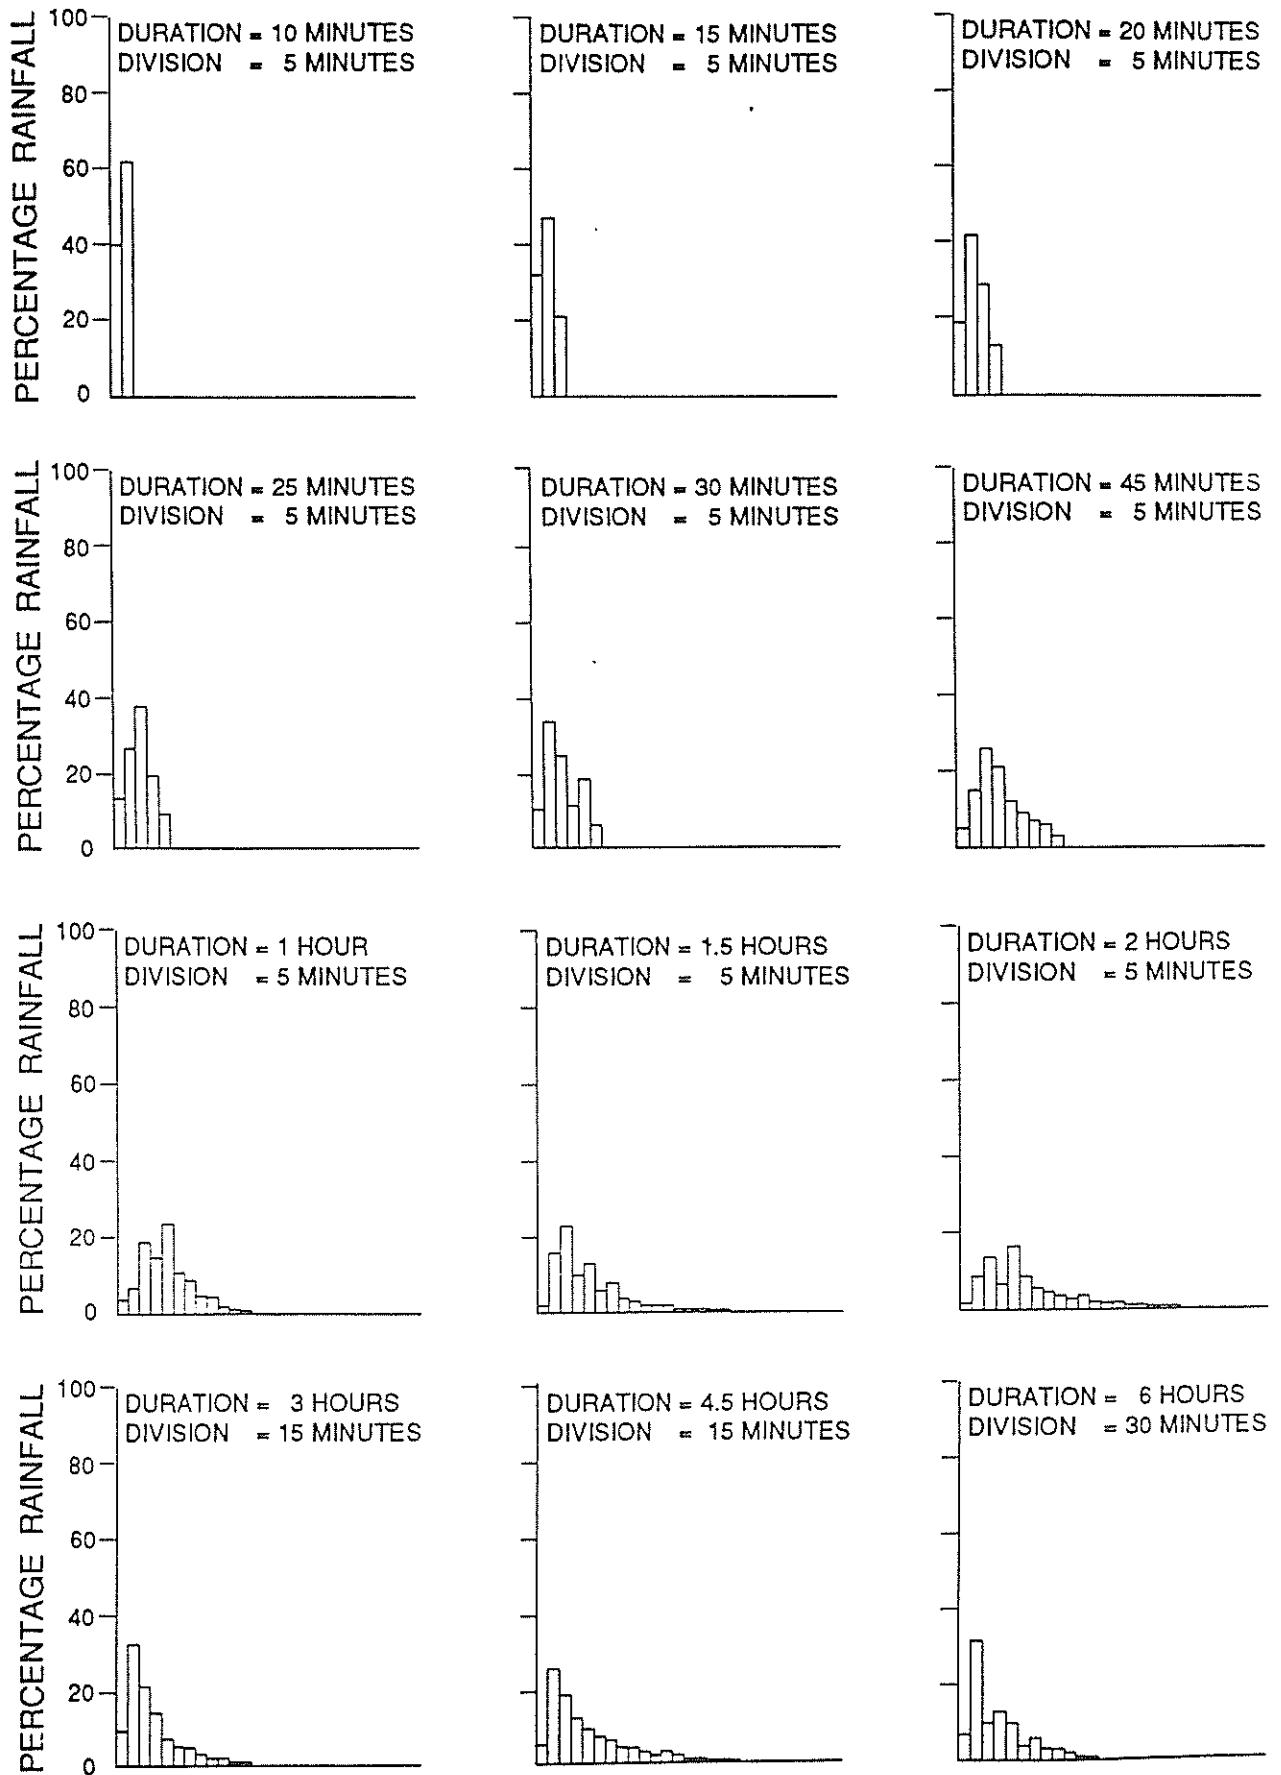 PERCENTAGE RAINFALL
100
80
60
40
20
0
DURATION = 10 MINUTES
DIVISION = 5 MINUTES
DURATION = 15 MINUTES
DIVISION = 5 MINUTES
DURATION = 20 MINUTES
DIVISION = 5 MINUTES
PERCENTAGE RAINFALL
100
80
60
40
20
0
DURATION = 25 MINUTES
DIVISION = 5 MINUTES
DURATION = 30 MINUTES
DIVISION = 5 MINUTES
DURATION = 45 MINUTES
DIVISION = 5 MINUTES
PERCENTAGE RAINFALL
100
80
60
40
20
0
DURATION = 1 HOUR
DIVISION = 5 MINUTES
DURATION = 1.5 HOURS
DIVISION = 5 MINUTES
DURATION = 2 HOURS
DIVISION = 5 MINUTES
PERCENTAGE RAINFALL
100
80
60
40
20
0
DURATION = 3 HOURS
DIVISION = 15 MINUTES
DURATION = 4.5 HOURS
DIVISION = 15 MINUTES
DURATION = 6 HOURS
DIVISION = 30 MINUTES